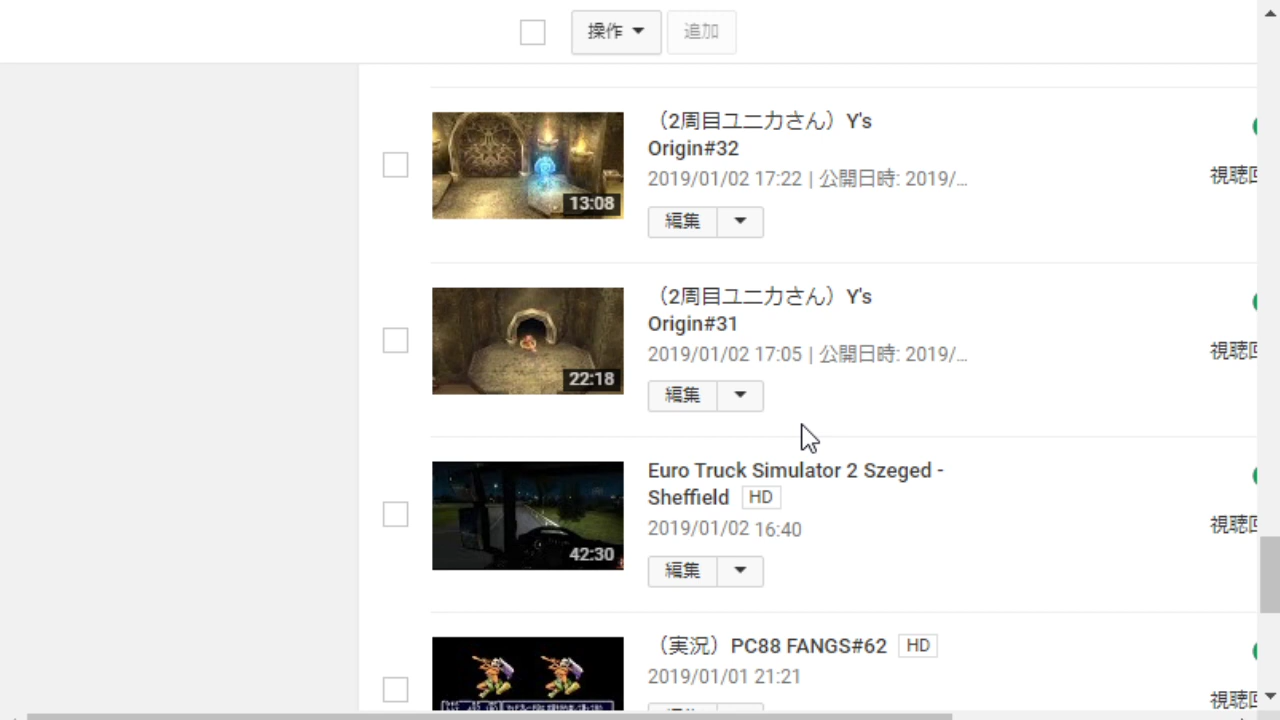 操作
追加
（2周目ユニカさん）Y's
Origin#32
2019/01/02 17:22 | 公開日時: 2019/...
視聴回
13:08
編集
（2周目ユニカさん）Y's
Origin#31
2019/01/02 17:05 | 公開日時: 2019/...
視聴回
22:18
編集
Euro Truck Simulator 2 Szeged -
Sheffield HD
2019/01/02 16:40
視聴回
42:30
編集
（実況）PC88 FANGS#62 HD
2019/01/01 21:21
視聴回